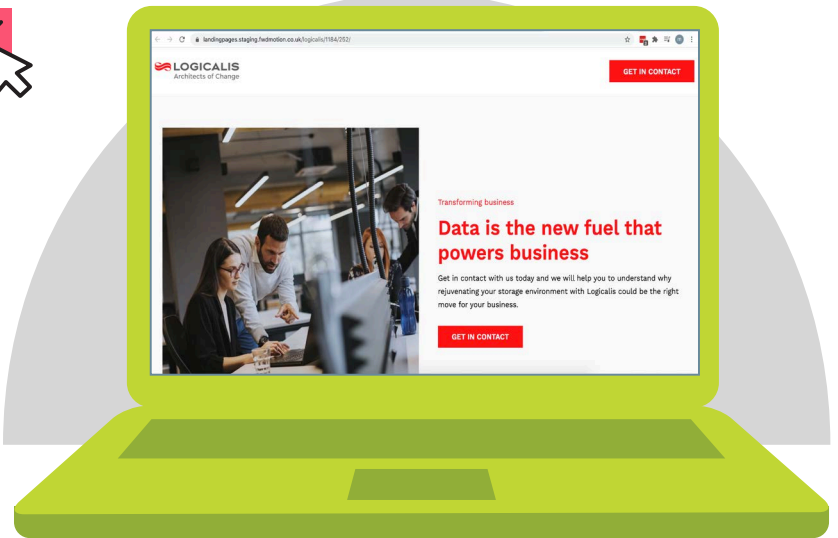 landingpages.staging.fwdmotion.co.uk/logicalis/1184/252/
LOGICALIS
Architects of Change
GET IN CONTACT
Transforming business
Data is the new fuel that
powers business
Get in contact with us today and we will help you to understand why
rejuvenating your storage environment with Logicalis could be the right
move for your business.
GET IN CONTACT